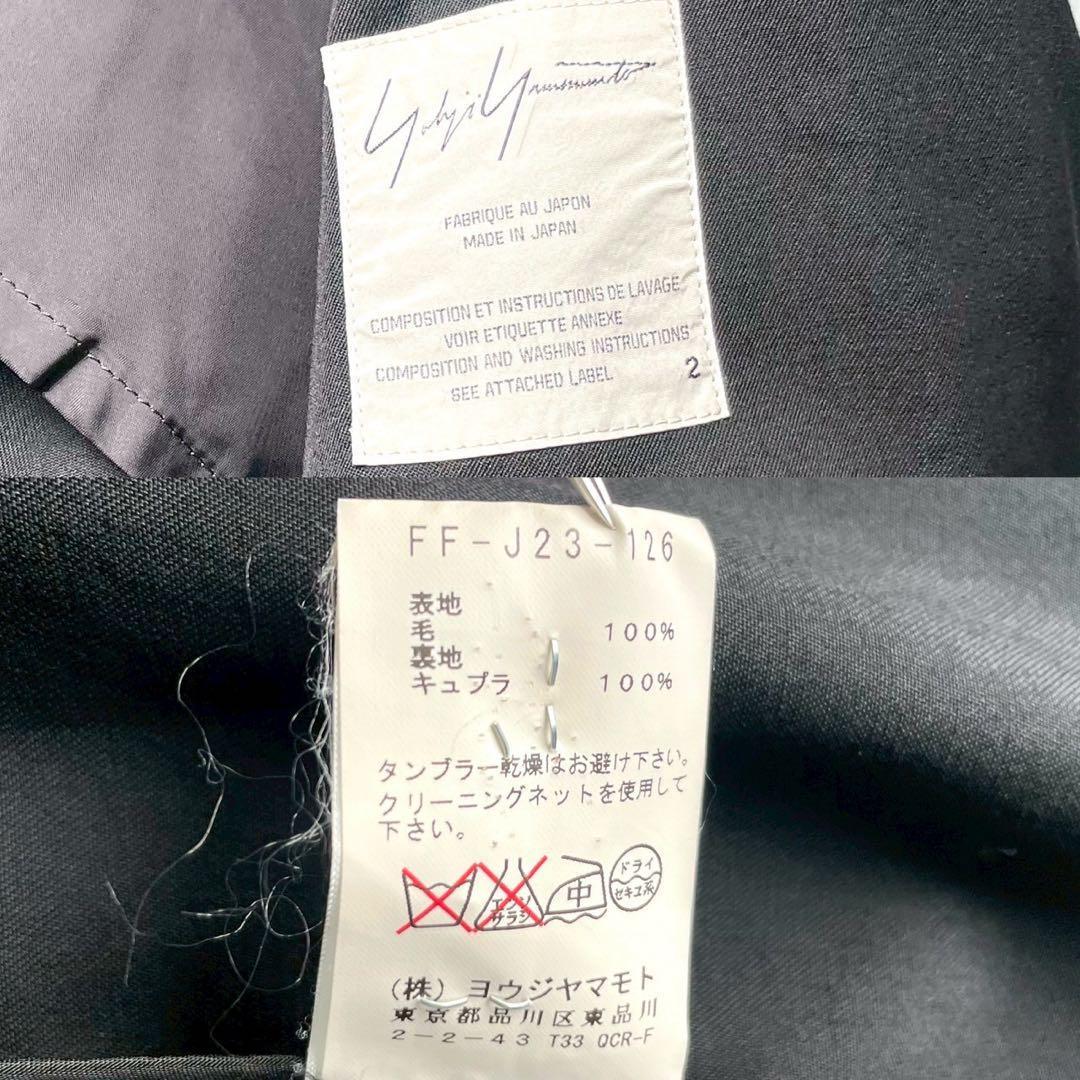 Yohji Yamamoto
FABRIQUE AU JAPON
MADE IN JAPAN
COMPOSITION ET INSTRUCTIONS DE LAVAGE
VOIR ETIQUETTE ANNEXE
COMPOSITION AND WASHING INSTRUCTIONS
SEE ATTACHED LABEL 2
FF-J23-126
表地
毛 100%
裏地
キュプラ 100%
タンブラー乾燥はお避け下さい。
クリーニングネットを使用して
下さい。
エンソ
サラシ
中
ドライ
セキユ系
(株) ヨウジヤマモト
東京都品川区東品川
2-2-43 T33 QCR-F